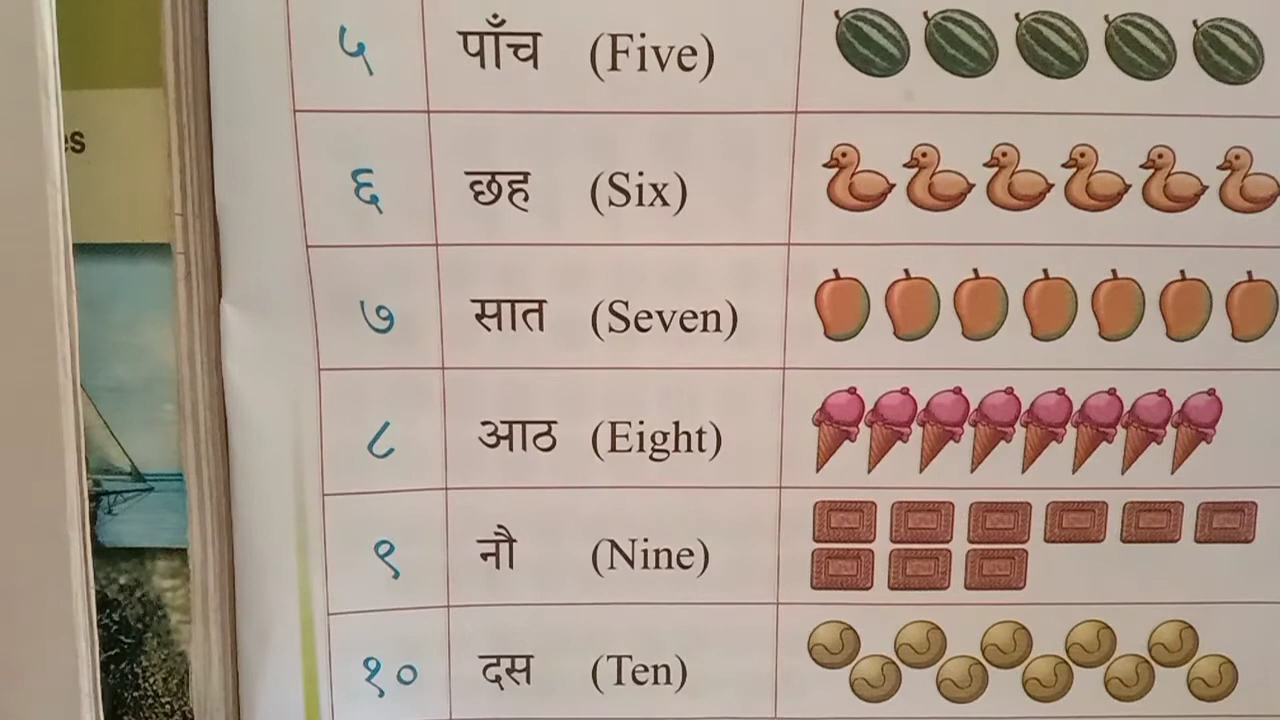 ५ पाँच (Five)
६ छह (Six)
७ सात (Seven)
८ आठ (Eight)
९ नौ (Nine)
१० दस (Ten)